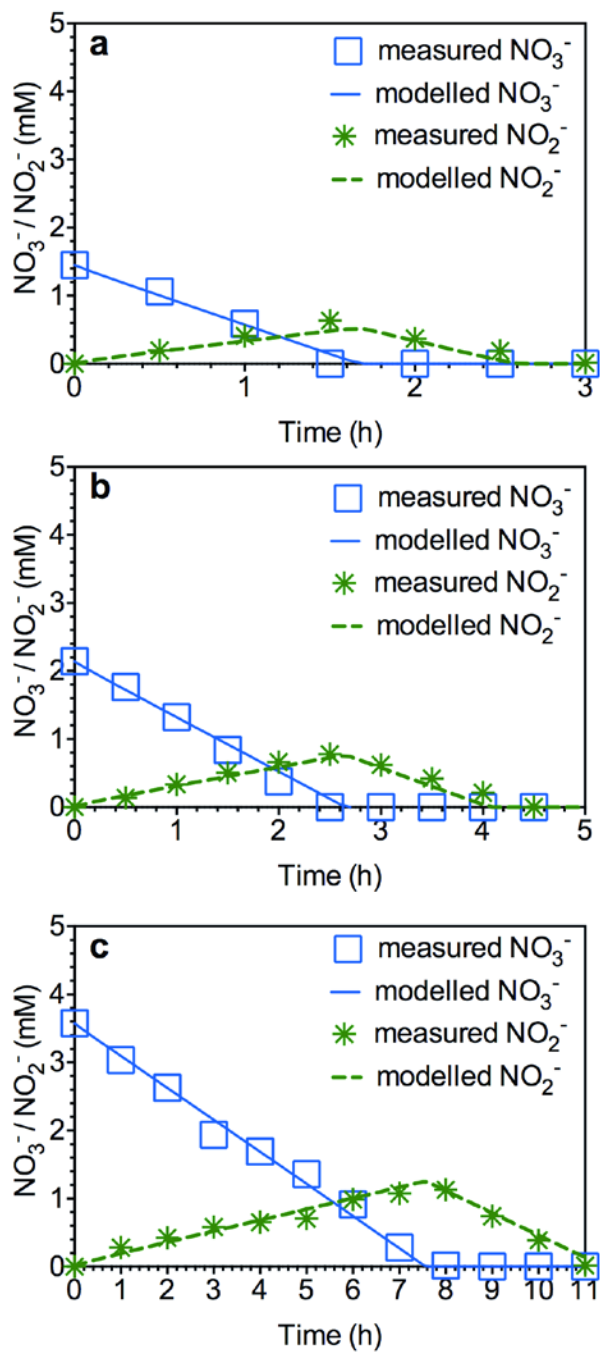 a
measured NO₃⁻
modelled NO₃⁻
measured NO₂⁻
modelled NO₂⁻
NO₃⁻ / NO₂⁻ (mM)
5
4
3
2
1
0
0 1 2 3
Time (h)
b
measured NO₃⁻
modelled NO₃⁻
measured NO₂⁻
modelled NO₂⁻
NO₃⁻ / NO₂⁻ (mM)
5
4
3
2
1
0
0 1 2 3 4 5
Time (h)
c
measured NO₃⁻
modelled NO₃⁻
measured NO₂⁻
modelled NO₂⁻
NO₃⁻ / NO₂⁻ (mM)
5
4
3
2
1
0
0 1 2 3 4 5 6 7 8 9 10 11
Time (h)